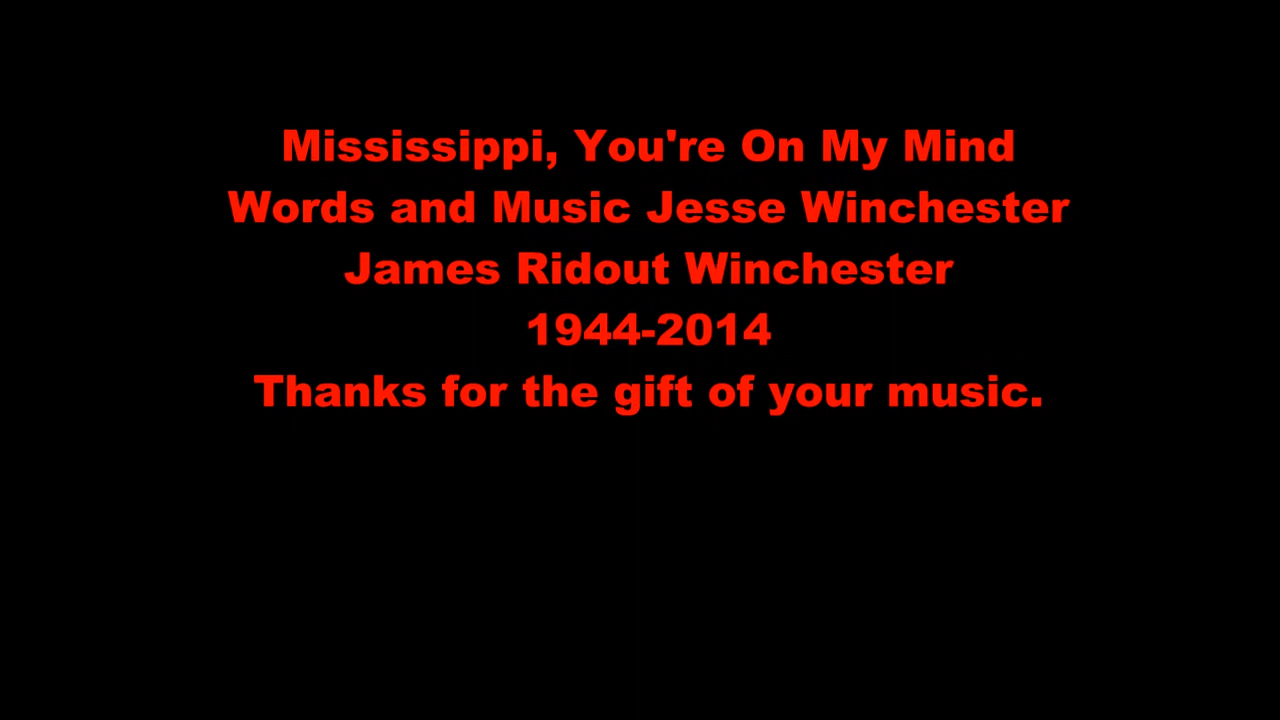 Mississippi, You're On My Mind
Words and Music Jesse Winchester
James Ridout Winchester
1944-2014
Thanks for the gift of your music.